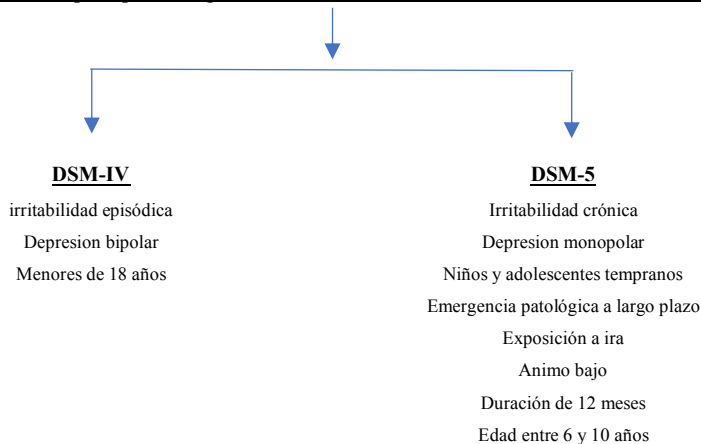 DSM-IV
irritabilidad episódica
Depresion bipolar
Menores de 18 años
DSM-5
Irritabilidad crónica
Depresion monopolar
Niños y adolescentes tempranos
Emergencia patológica a largo plazo
Exposición a ira
Animo bajo
Duración de 12 meses
Edad entre 6 y 10 años